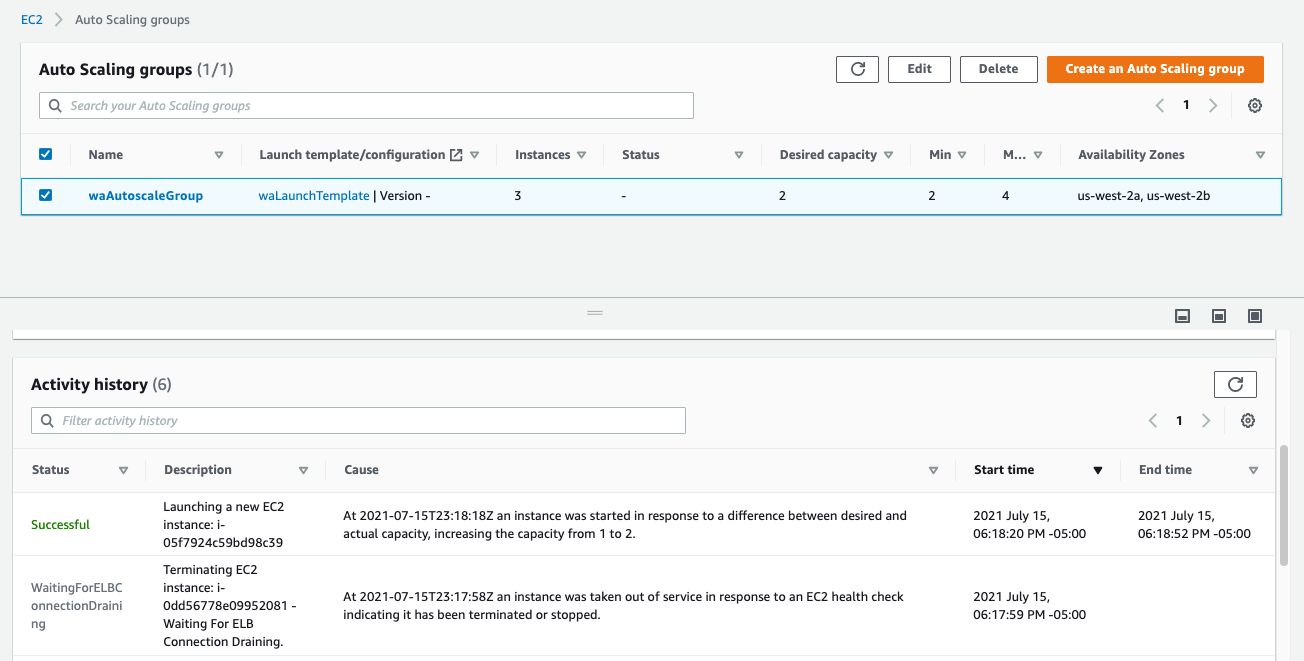 EC2 Auto Scaling groups
Auto Scaling groups (1/1)
Edit Delete Create an Auto Scaling group
Search your Auto Scaling groups
1
Name Launch template/configuration Instances Status Desired capacity Min M... Availability Zones
waAutoscaleGroup waLaunchTemplate | Version - 3 - 2 2 4 us-west-2a, us-west-2b
Activity history (6)
Filter activity history
1
Status Description Cause Start time End time
Successful
Launching a new EC2
instance: i-
05f7924c59bd98c39
At 2021-07-15T23:18:18Z an instance was started in response to a difference between desired and
actual capacity, increasing the capacity from 1 to 2.
2021 July 15,
06:18:20 PM -05:00
2021 July 15,
06:18:52 PM -05:00
WaitingForELBC
onnectionDraini
ng
Terminating EC2
instance: i-
0dd56778e09952081 -
Waiting For ELB
Connection Draining.
At 2021-07-15T23:17:58Z an instance was taken out of service in response to an EC2 health check
indicating it has been terminated or stopped.
2021 July 15,
06:17:59 PM -05:00